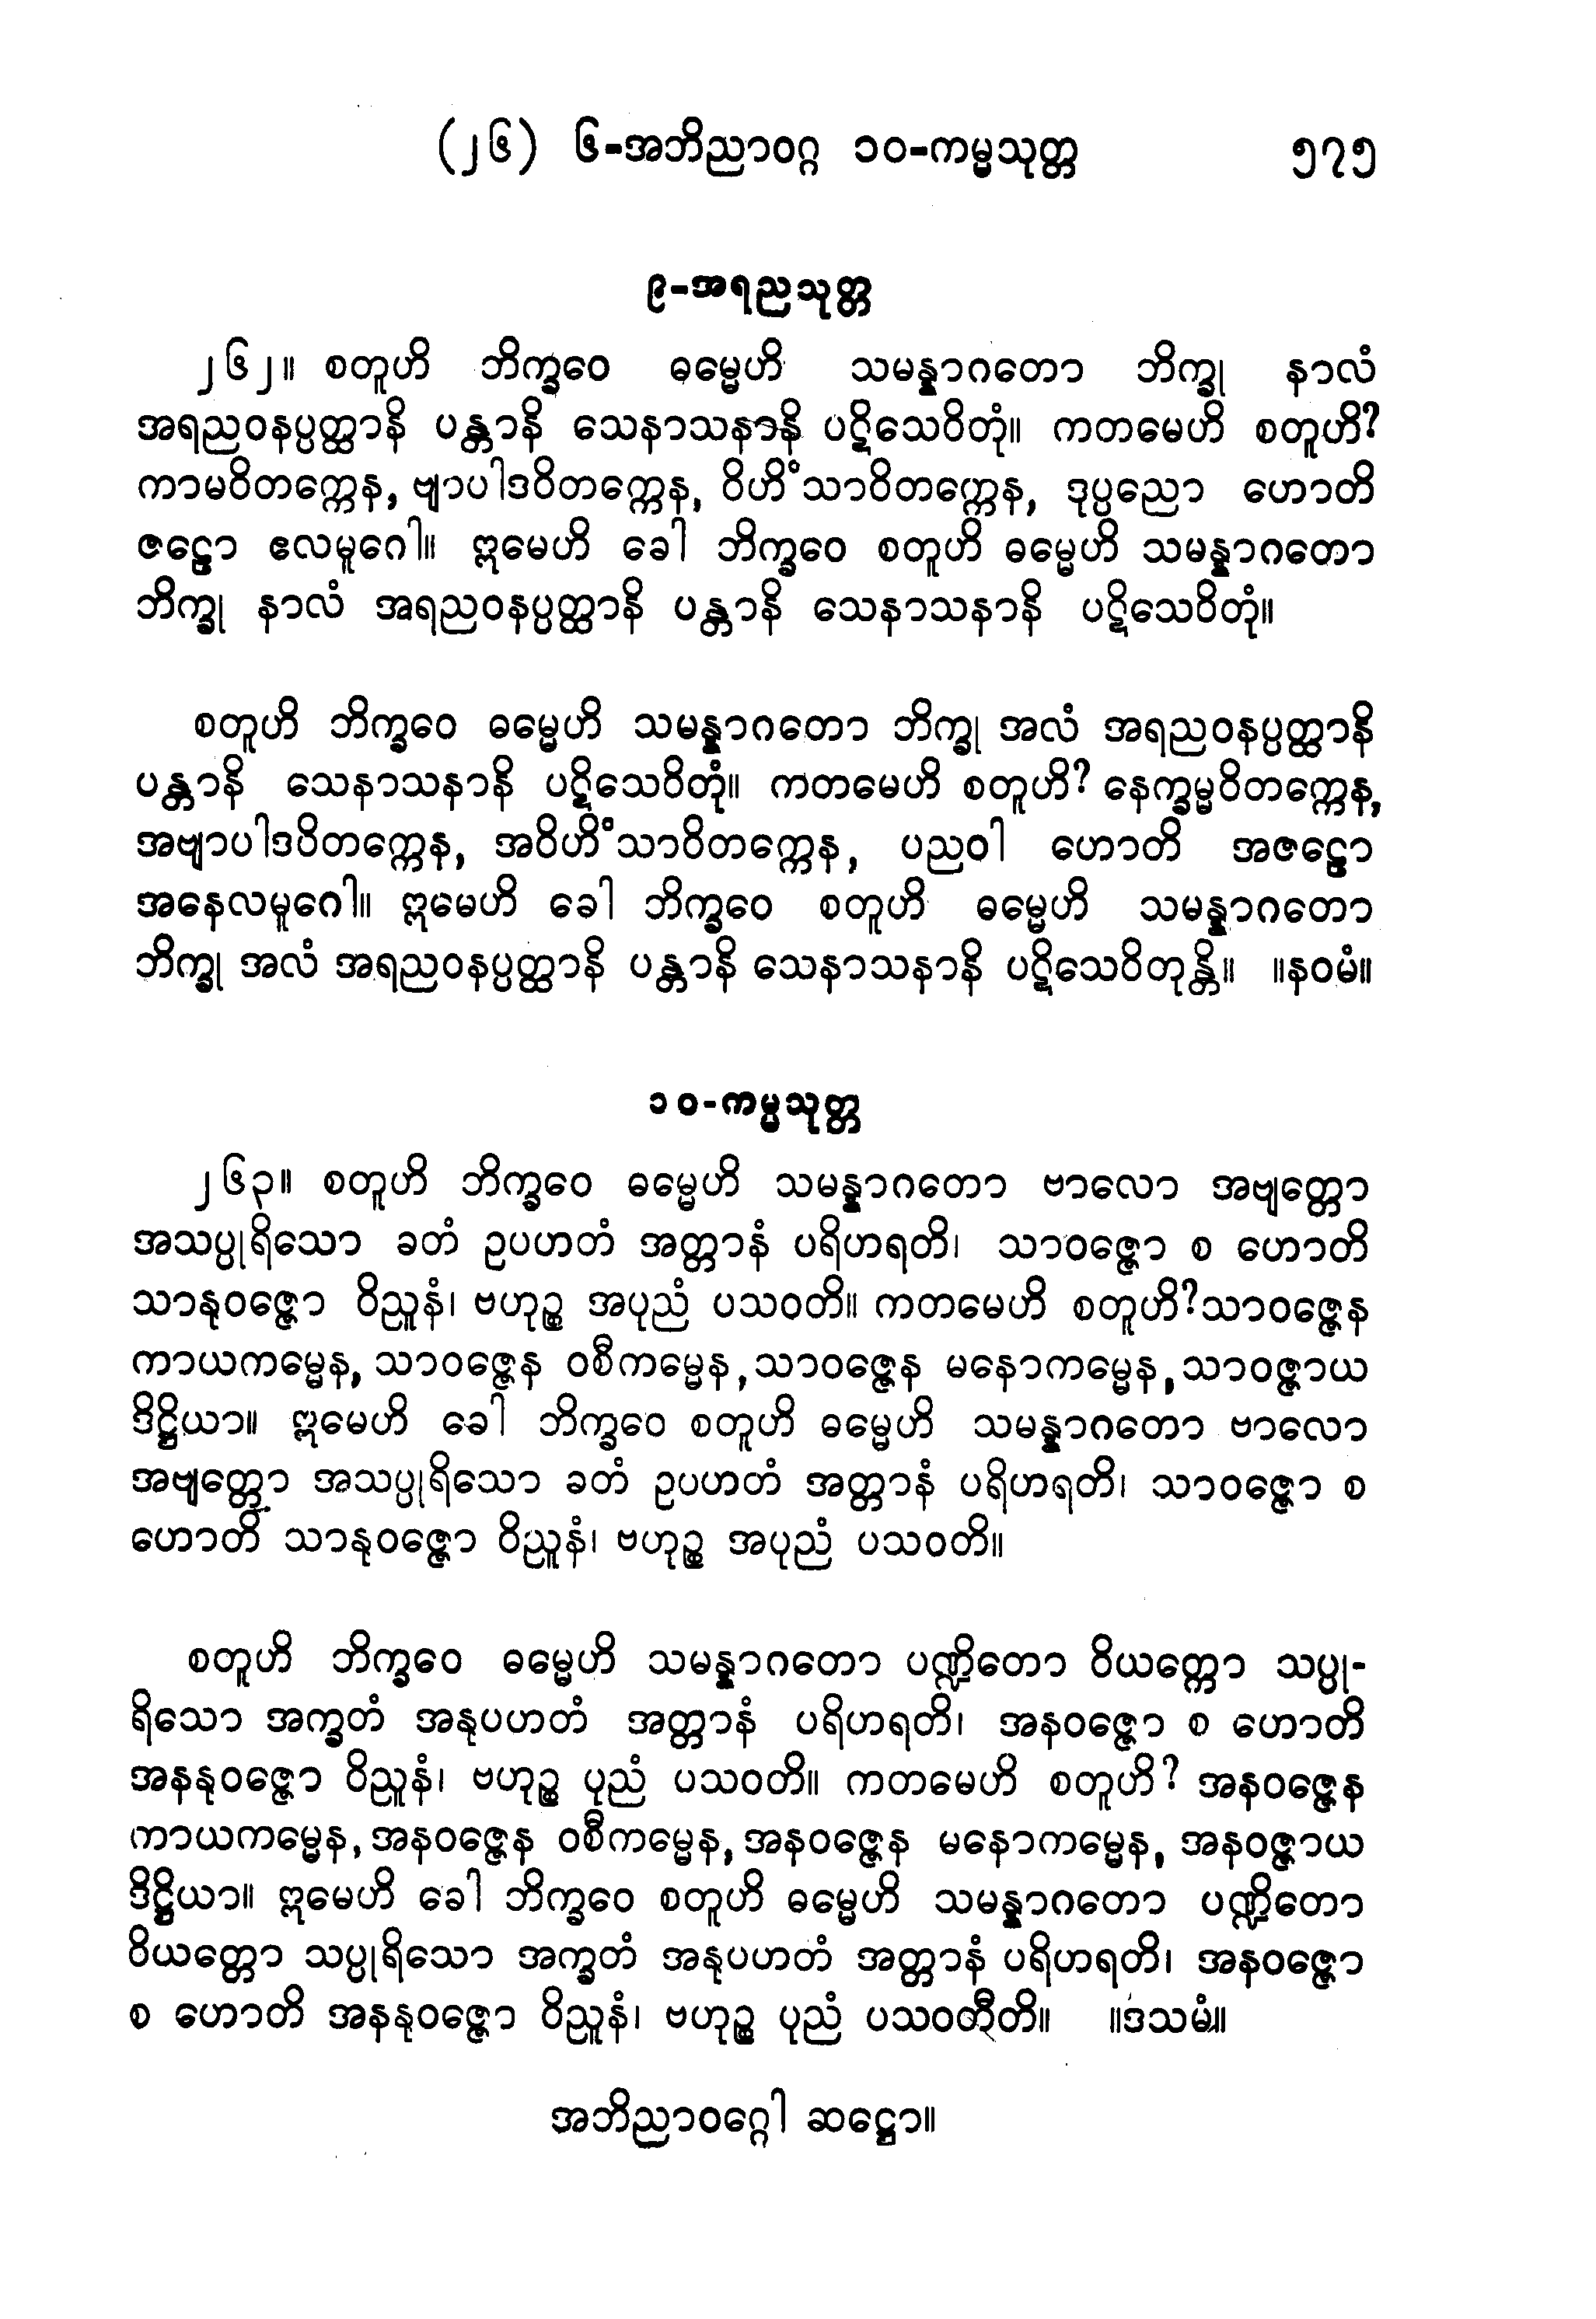 (၂၆) ၆-အဘိညာဝဂ္ဂ ၁၀-ကမ္မသုတ္တ ၅၇၅
၉-အရညသုတ္တ
၂၆၂။ စတူဟိ ဘိက္ခဝေ ဓမ္မေဟိ သမန္နာဂတော ဘိက္ခု နာလံ
အရညဝနပ္ပတ္ထာနိ ပန္တာနိ သေနာသနာနိ ပဋိသေဝိတုံ။ ကတမေဟိ စတူဟိ?
ကာမဝိတက္ကေန, ဗျာပါဒဝိတက္ကေန, ဝိဟိံသာဝိတက္ကေန, ဒုပ္ပညော ဟောတိ
ဇဠော ဧလမူဂေါ။ ဣမေဟိ ခေါ ဘိက္ခဝေ စတူဟိ ဓမ္မေဟိ သမန္နာဂတော
ဘိက္ခု နာလံ အရညဝနပ္ပတ္ထာနိ ပန္တာနိ သေနာသနာနိ ပဋိသေဝိတုံ။
စတူဟိ ဘိက္ခဝေ ဓမ္မေဟိ သမန္နာဂတော ဘိက္ခု အလံ အရညဝနပ္ပတ္ထာနိ
ပန္တာနိ သေနာသနာနိ ပဋိသေဝိတုံ။ ကတမေဟိ စတူဟိ? နေက္ခမ္မဝိတက္ကေန,
အဗျာပါဒဝိတက္ကေန, အဝိဟိံသာဝိတက္ကေန, ပညဝါ ဟောတိ အဇဠော
အနေလမူဂေါ။ ဣမေဟိ ခေါ ဘိက္ခဝေ စတူဟိ ဓမ္မေဟိ သမန္နာဂတော
ဘိက္ခု အလံ အရညဝနပ္ပတ္ထာနိ ပန္တာနိ သေနာသနာနိ ပဋိသေဝိတုန္တိ။ ။နဝမံ။
၁၀-ကမ္မသုတ္တ
၂၆၃။ စတူဟိ ဘိက္ခဝေ ဓမ္မေဟိ သမန္နာဂတော ဗာလော အဗျတ္တော
အသပ္ပုရိသော ခတံ ဥပဟတံ အတ္တာနံ ပရိဟရတိ၊ သာဝဇ္ဇော စ ဟောတိ
သာနုဝဇ္ဇော ဝိညူနံ၊ ဗဟုဉ္စ အပုညံ ပသဝတိ။ ကတမေဟိ စတူဟိ?သာဝဇ္ဇေန
ကာယကမ္မေန, သာဝဇ္ဇေန ဝစီကမ္မေန,သာဝဇ္ဇေန မနောကမ္မေန,သာဝဇ္ဇာယ
ဒိဋ္ဌိယာ။ ဣမေဟိ ခေါ ဘိက္ခဝေ စတူဟိ ဓမ္မေဟိ သမန္နာဂတော ဗာလော
အဗျတ္တော အသပ္ပုရိသော ခတံ ဥပဟတံ အတ္တာနံ ပရိဟရတိ၊ သာဝဇ္ဇော စ
ဟောတိ သာနုဝဇ္ဇော ဝိညူနံ၊ ဗဟုဉ္စ အပုညံ ပသဝတိ။
စတူဟိ ဘိက္ခဝေ ဓမ္မေဟိ သမန္နာဂတော ပဏ္ဍိတော ဝိယတ္တော သပ္ပု-
ရိသော အက္ခတံ အနုပဟတံ အတ္တာနံ ပရိဟရတိ၊ အနဝဇ္ဇော စ ဟောတိ
အနနုဝဇ္ဇော ဝိညူနံ၊ ဗဟုဉ္စ ပုညံ ပသဝတိ။ ကတမေဟိ စတူဟိ? အနဝဇ္ဇေန
ကာယကမ္မေန, အနဝဇ္ဇေန ဝစီကမ္မေန, အနဝဇ္ဇေန မနောကမ္မေန, အနဝဇ္ဇာယ
ဒိဋ္ဌိယာ။ ဣမေဟိ ခေါ ဘိက္ခဝေ စတူဟိ ဓမ္မေဟိ သမန္နာဂတော ပဏ္ဍိတော
ဝိယတ္တော သပ္ပုရိသော အက္ခတံ အနုပဟတံ အတ္တာနံ ပရိဟရတိ၊ အနဝဇ္ဇော
စ ဟောတိ အနနုဝဇ္ဇော ဝိညူနံ၊ ဗဟုဉ္စ ပုညံ ပသဝတီတိ။ ။ဒသမံ။
အဘိညာဝဂ္ဂေါ ဆဋ္ဌော။